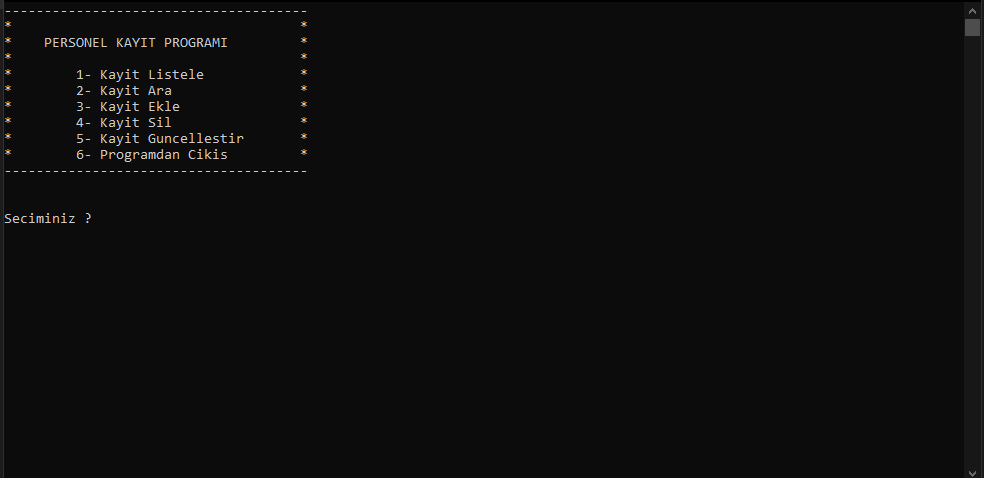 --------------------------------------
*                                    *
*    PERSONEL KAYIT PROGRAMI         *
*                                    *
*        1- Kayit Listele            *
*        2- Kayit Ara                *
*        3- Kayit Ekle               *
*        4- Kayit Sil                *
*        5- Kayit Guncellestir       *
*        6- Programdan Cikis         *
--------------------------------------
Seciminiz ?